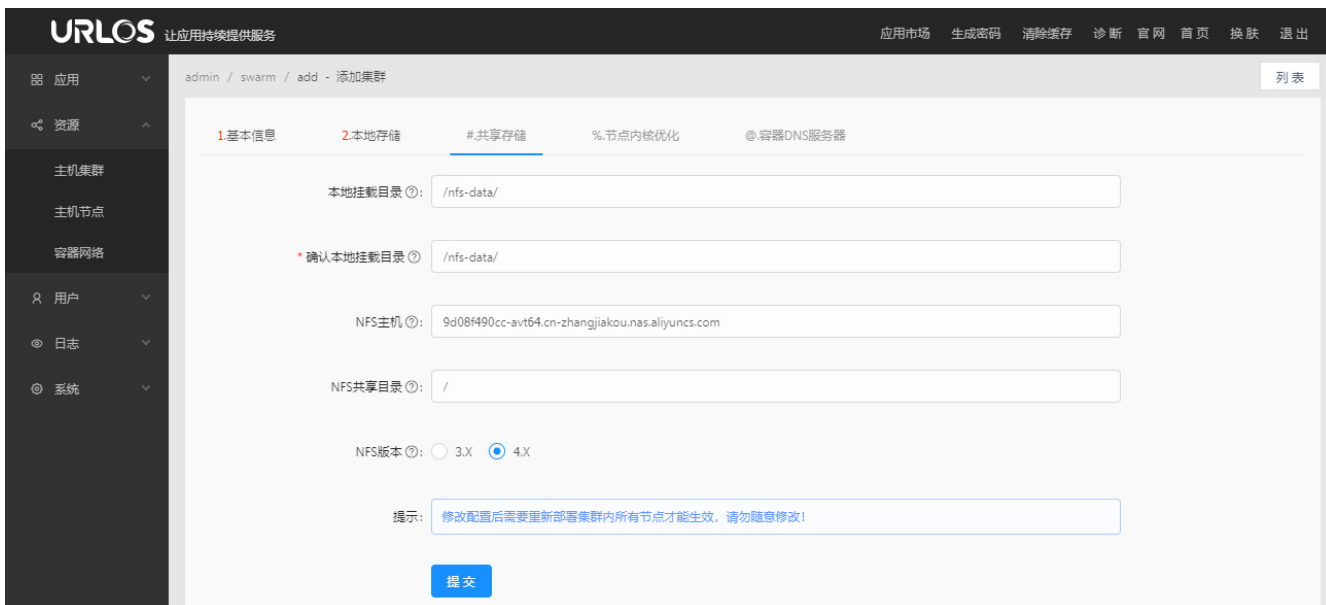 URLOS 让应用持续提供服务 应用市场 生成密码 清除缓存 诊断 官网 首页 换肤 退出
应用
admin / swarm / add - 添加集群 列表
资源
1.基本信息 2.本地存储 #.共享存储 %.节点内核优化 @.容器DNS服务器
主机集群
本地挂载目录?: /nfs-data/
主机节点
容器网络
*确认本地挂载目录? /nfs-data/
用户
NFS主机?: 9d08f490cc-avt64.cn-zhangjiakou.nas.aliyuncs.com
日志
NFS共享目录?: /
系统
NFS版本?: 3.X 4.X
提示: 修改配置后需要重新部署集群内所有节点才能生效，请勿随意修改!
提交